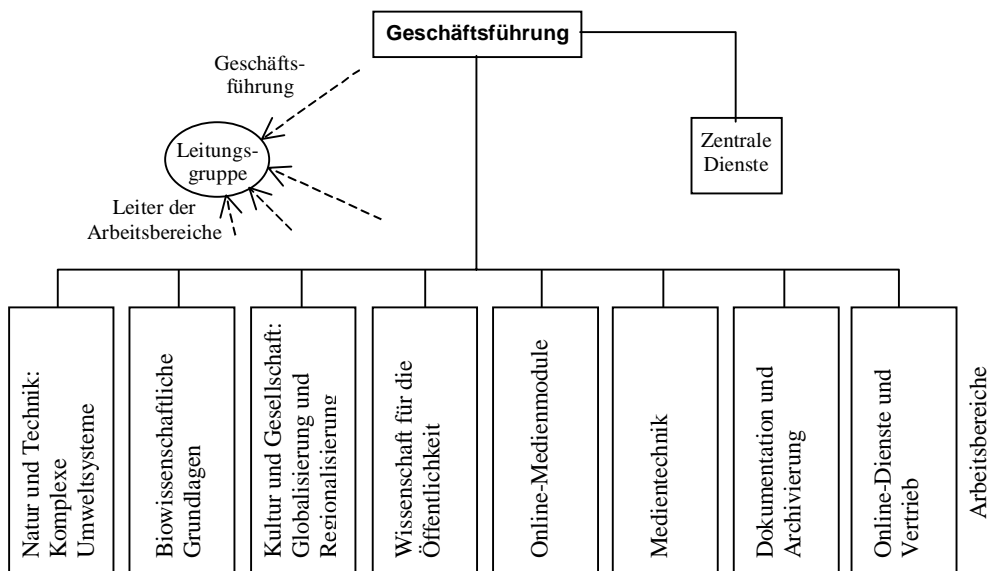 Geschäftsführung
Geschäfts-
führung
Zentrale
Dienste
Leitungs-
gruppe
Leiter der
Arbeitsbereiche
Natur und Technik:
Komplexe
Umweltsysteme
Biowissenschaftliche
Grundlagen
Kultur und Gesellschaft:
Globalisierung und
Regionalisierung
Wissenschaft für die
Öffentlichkeit
Online-Medienmodule
Medientechnik
Dokumentation und
Archivierung
Online-Dienste und
Vertrieb
Arbeitsbereiche